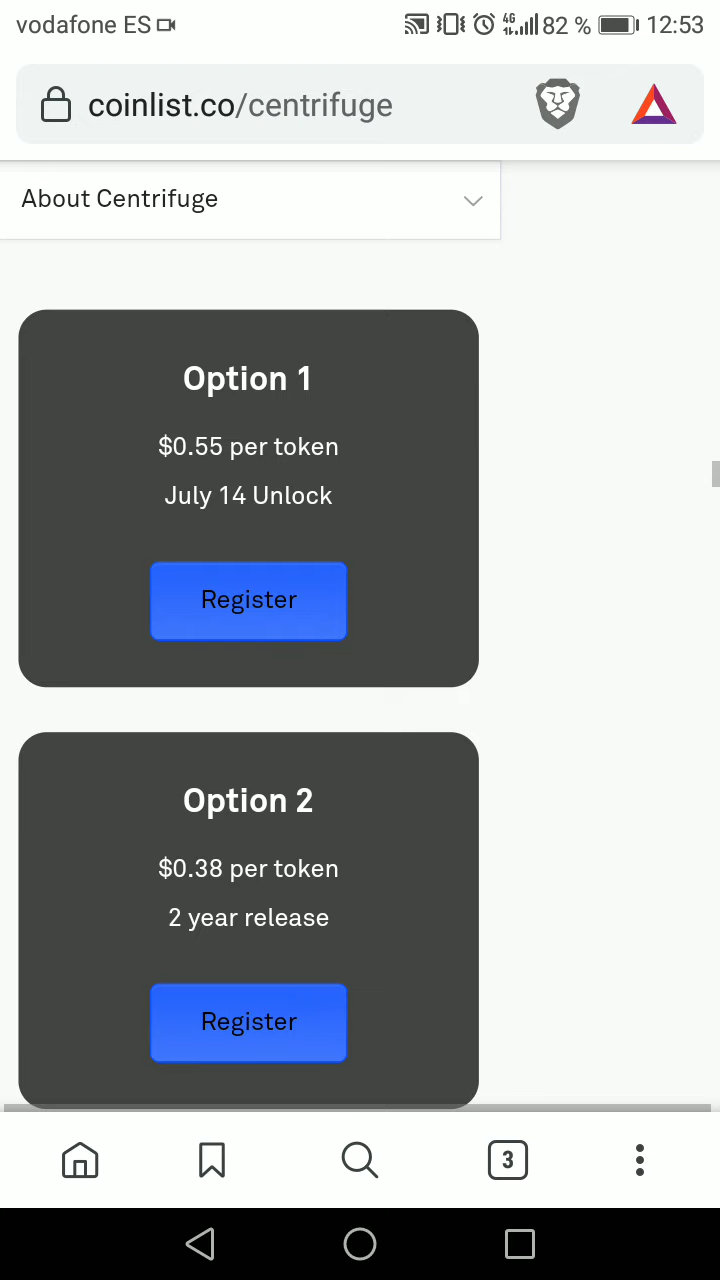 vodafone ES 4G 82 % 12:53
coinlist.co/centrifuge
About Centrifuge
Option 1
$0.55 per token
July 14 Unlock
Register
Option 2
$0.38 per token
2 year release
Register
3